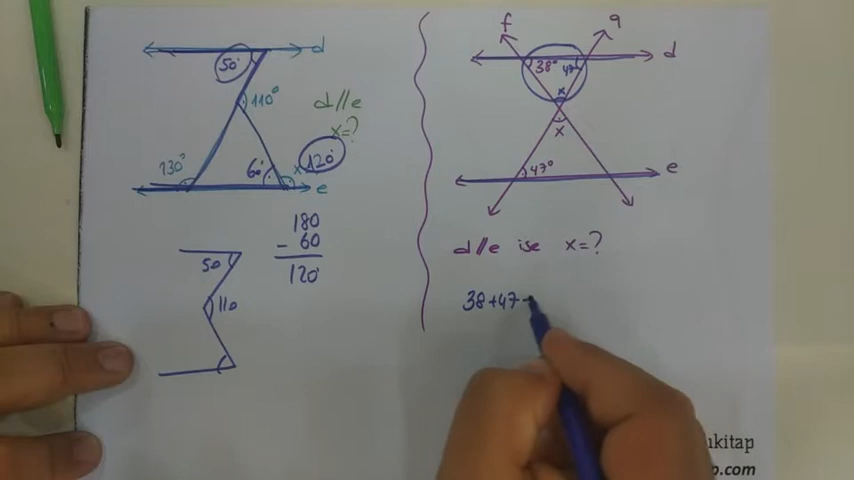 d
50°
110°
d//e
x=?
130°
60
x
120°
e
180
- 60
120
50
110
f
9
d
38°
47
x
x
47°
e
d//e ise x=?
38+47-
ukitap
p.com